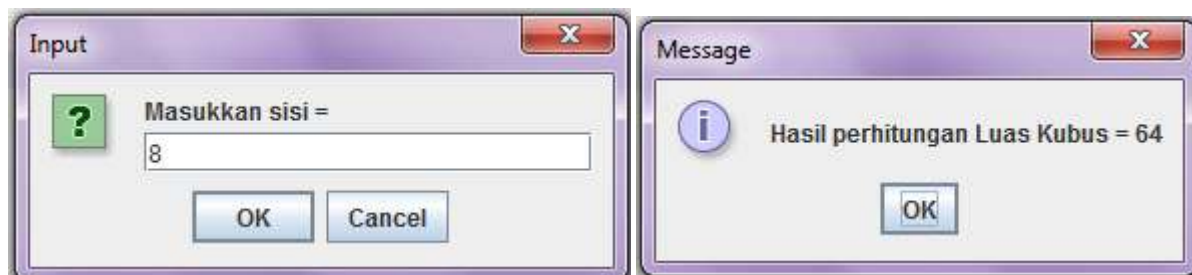 Input
Masukkan sisi =
8
OK
Cancel
Message
Hasil perhitungan Luas Kubus = 64
OK